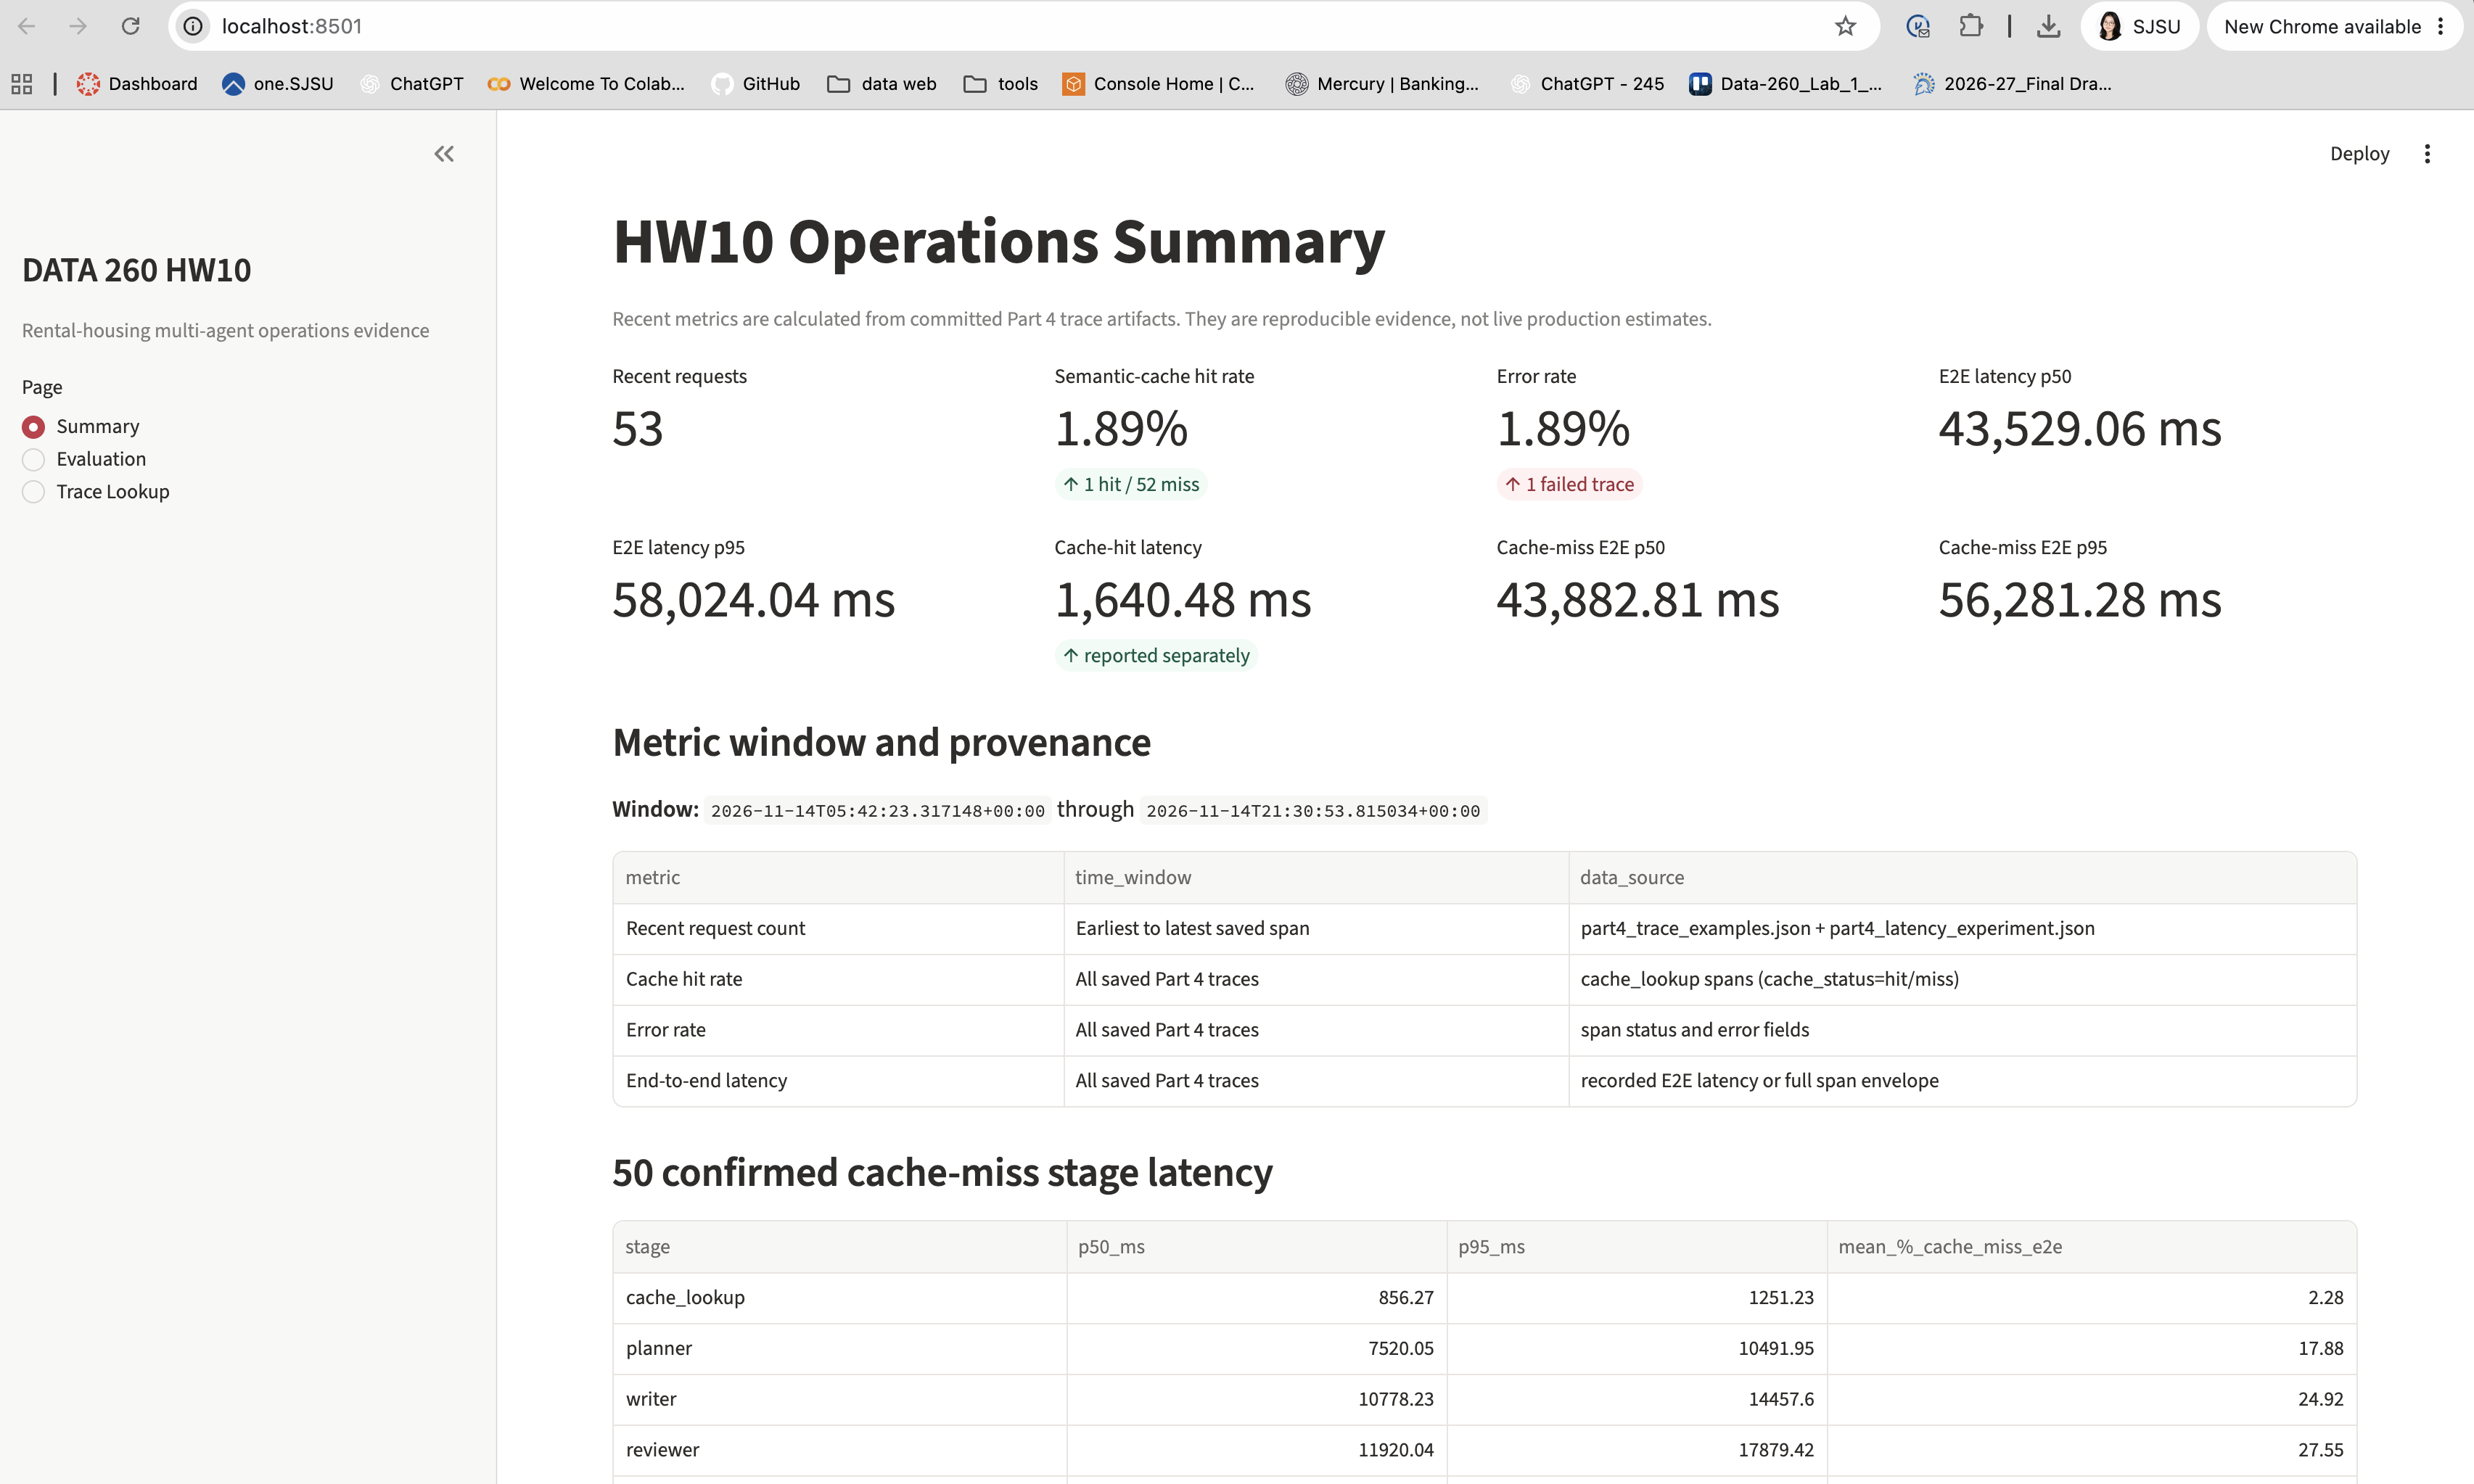 localhost:8501
SJSU
New Chrome available
Dashboard
one.SJSU
ChatGPT
Welcome To Colab...
GitHub
data web
tools
Console Home | C...
Mercury | Banking...
ChatGPT - 245
Data-260_Lab_1_...
2026-27_Final Dra...
Deploy
DATA 260 HW10
Rental-housing multi-agent operations evidence
Page
Summary
Evaluation
Trace Lookup
HW10 Operations Summary
Recent metrics are calculated from committed Part 4 trace artifacts. They are reproducible evidence, not live production estimates.
Recent requests
53
Semantic-cache hit rate
1.89%
↑ 1 hit / 52 miss
Error rate
1.89%
↑ 1 failed trace
E2E latency p50
43,529.06 ms
E2E latency p95
58,024.04 ms
Cache-hit latency
1,640.48 ms
↑ reported separately
Cache-miss E2E p50
43,882.81 ms
Cache-miss E2E p95
56,281.28 ms
Metric window and provenance
Window: 2026-11-14T05:42:23.317148+00:00 through 2026-11-14T21:30:53.815034+00:00
metric time_window data_source
Recent request count Earliest to latest saved span part4_trace_examples.json + part4_latency_experiment.json
Cache hit rate All saved Part 4 traces cache_lookup spans (cache_status=hit/miss)
Error rate All saved Part 4 traces span status and error fields
End-to-end latency All saved Part 4 traces recorded E2E latency or full span envelope
50 confirmed cache-miss stage latency
stage p50_ms p95_ms mean_%_cache_miss_e2e
cache_lookup 856.27 1251.23 2.28
planner 7520.05 10491.95 17.88
writer 10778.23 14457.6 24.92
reviewer 11920.04 17879.42 27.55